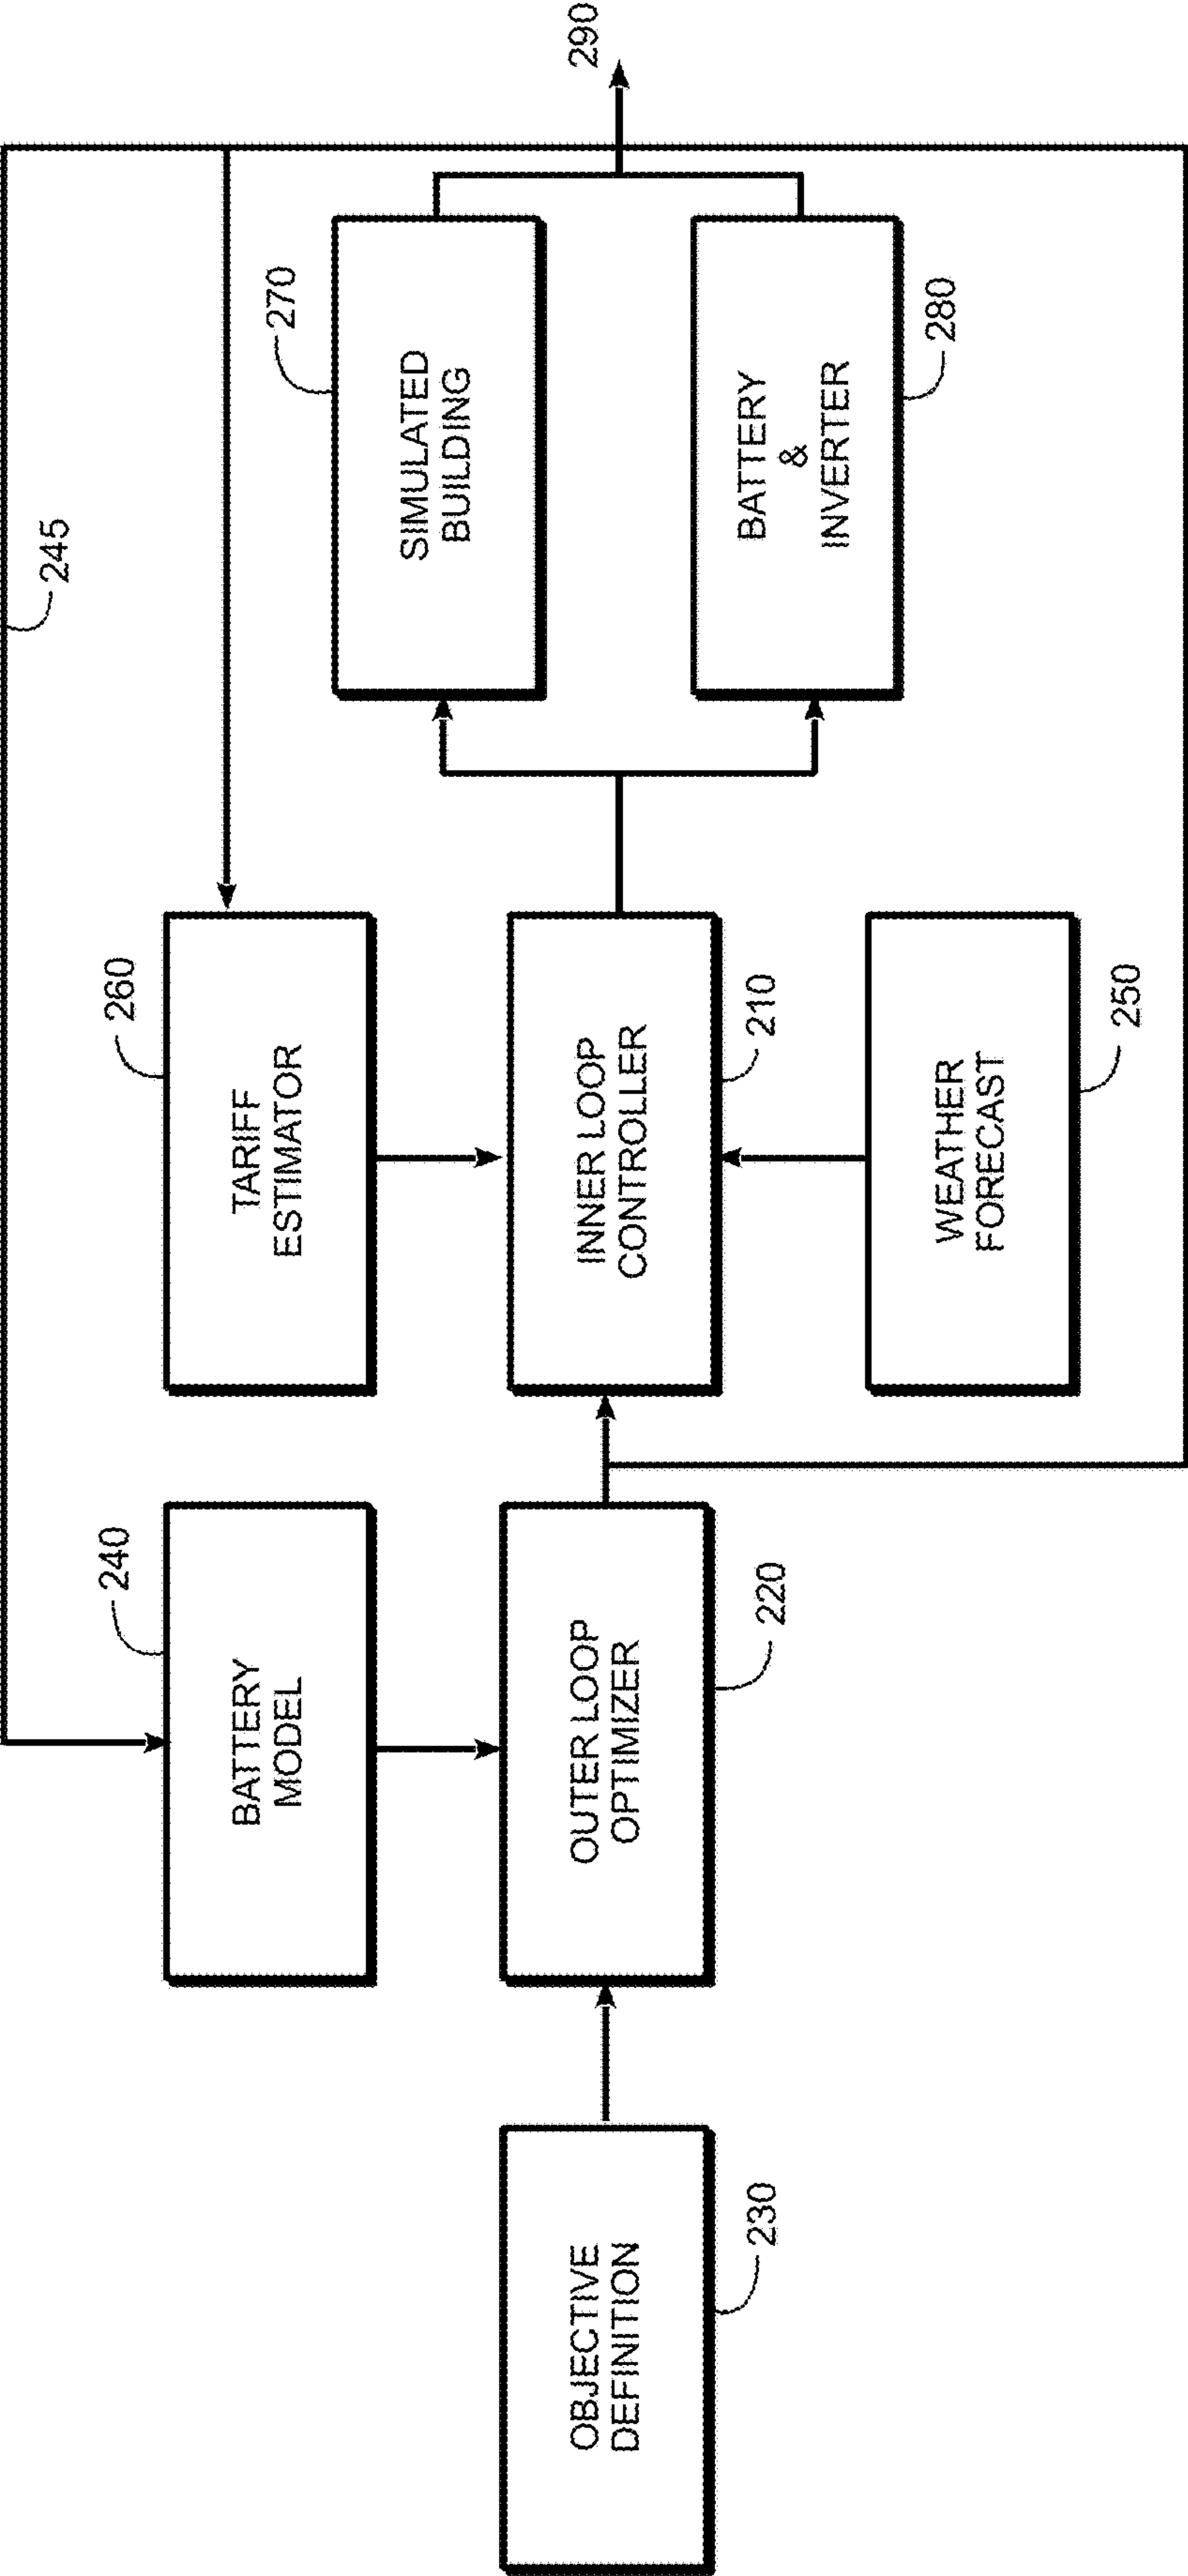 245
290
240
BATTERY
MODEL
260
TARIFF
ESTIMATOR
270
SIMULATED
BUILDING
OBJECTIVE
DEFINITION
230
OUTER LOOP
OPTIMIZER
220
INNER LOOP
CONTROLLER
210
BATTERY
&
INVERTER
280
WEATHER
FORECAST
250